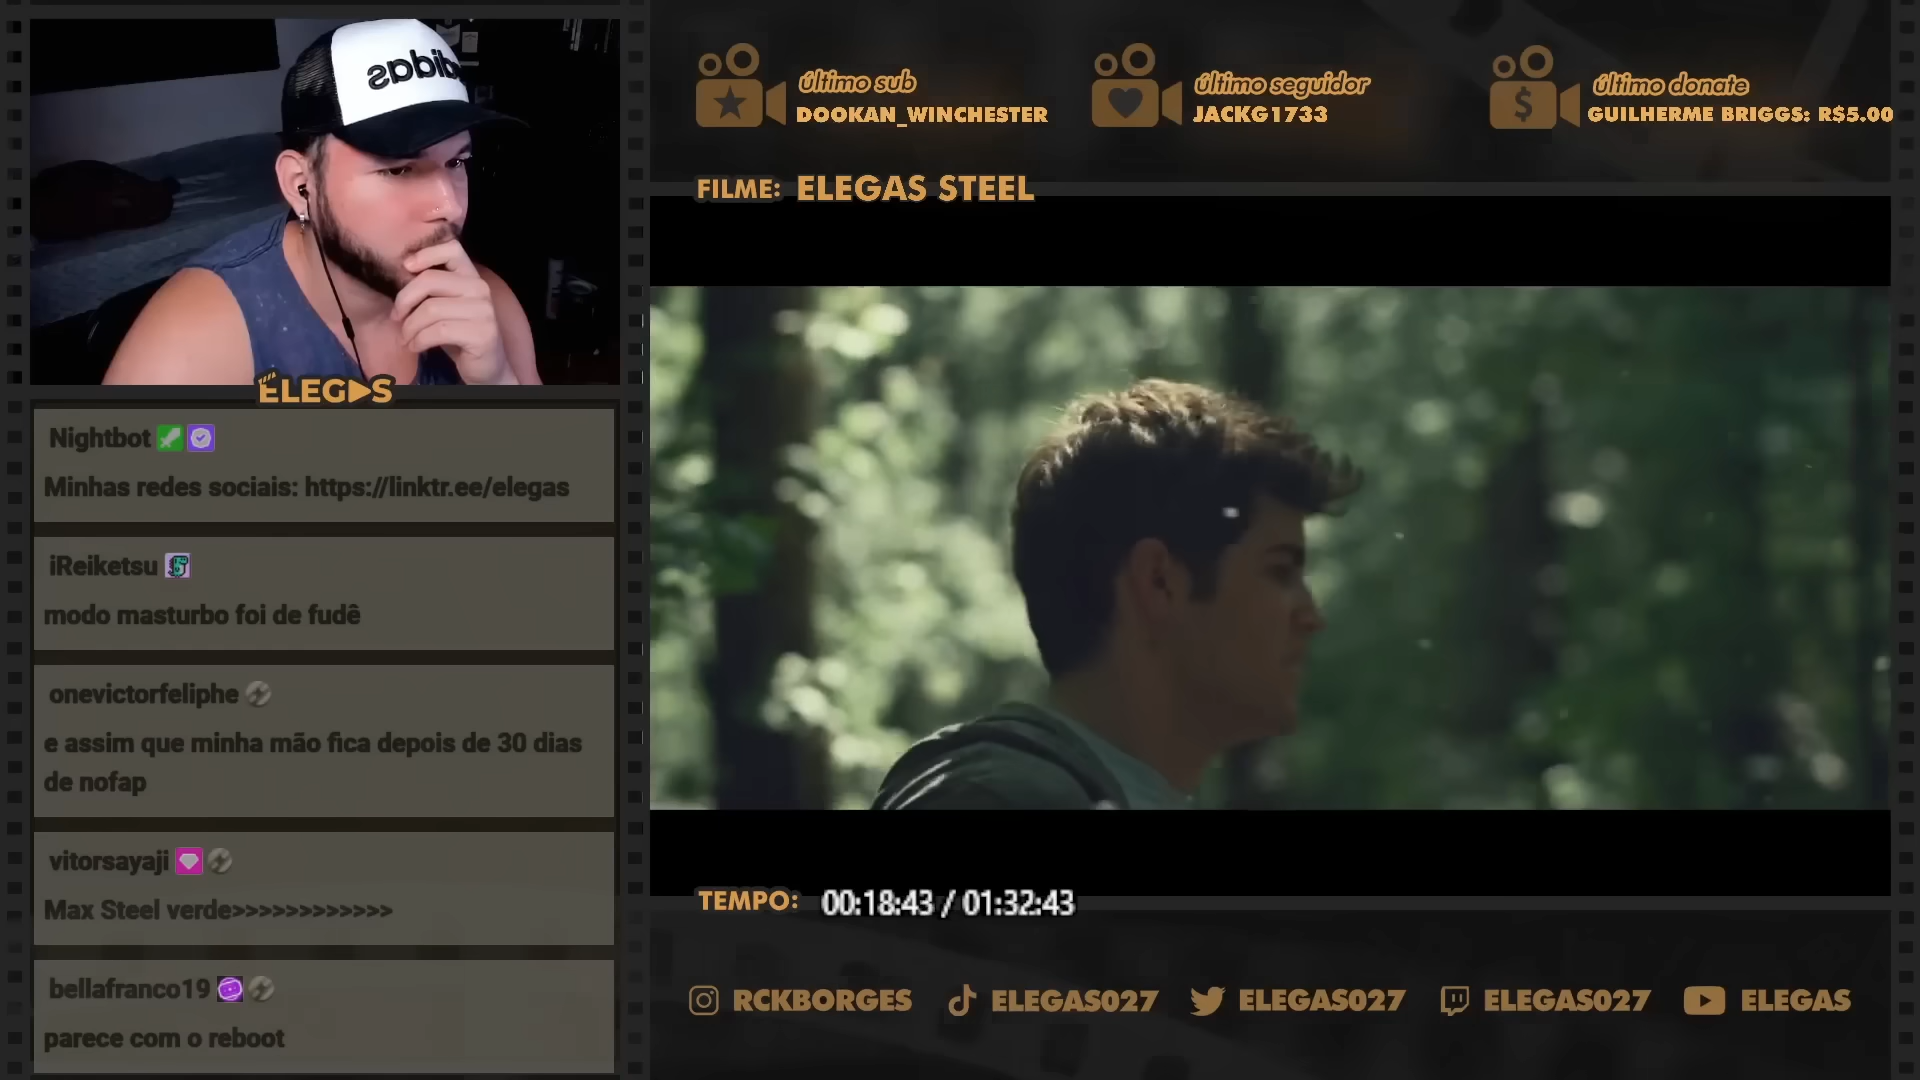 adidas
último sub
DOOKAN_WINCHESTER
último seguidor
JACKG1733
último donate
GUILHERME BRIGGS: R$5.00
FILME: ELEGAS STEEL
ELEGAS
Nightbot
Minhas redes sociais: https://linktr.ee/elegas
iReiketsu
modo masturbo foi de fudê
onevictorfeliphe
e assim que minha mão fica depois de 30 dias
de nofap
vitorsayaji
Max Steel verde>>>>>>>>>>>>
bellafranco19
parece com o reboot
TEMPO: 00:18:43 / 01:32:43
RCKBORGES
ELEGAS027
ELEGAS027
ELEGAS027
ELEGAS